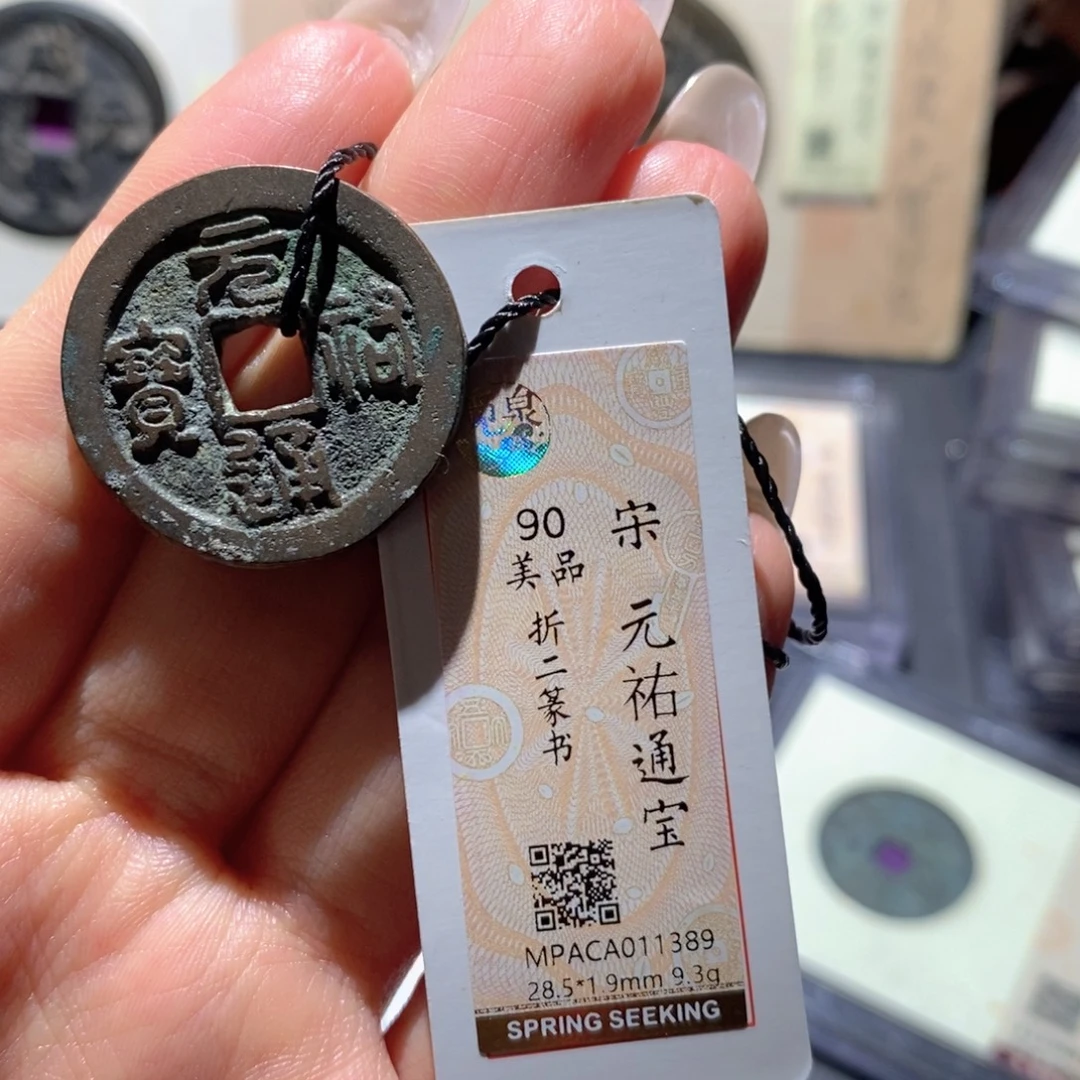 元祐通寶
泉
宋 元祐通宝
90
美品
折二篆书
MPACA011389
28.5*1.9mm 9.3g
SPRING SEEKING